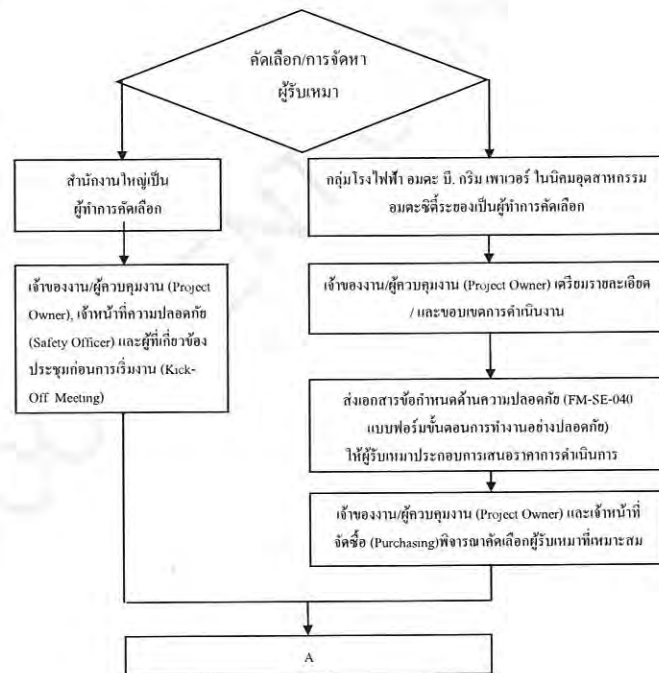 คัดเลือก/การจัดหา
ผู้รับเหมา
สำนักงานใหญ่เป็น
ผู้ทำการคัดเลือก
กลุ่มโรงไฟฟ้า อมตะ บี. กริม เพาเวอร์ ในนิคมอุตสาหกรรม
อมตะซิตี้ระยองเป็นผู้ทำการคัดเลือก
เจ้าของงาน/ผู้ควบคุมงาน (Project
Owner), เจ้าหน้าที่ความปลอดภัย
(Safety Officer) และผู้ที่เกี่ยวข้อง
ประชุมก่อนการเริ่มงาน (Kick-
Off Meeting)
เจ้าของงาน/ผู้ควบคุมงาน (Project Owner) เตรียมรายละเอียด
/ และขอบเขตการดำเนินงาน
ส่งเอกสารข้อกำหนดด้านความปลอดภัย (FM-SE-040
แบบฟอร์มขั้นตอนการทำงานอย่างปลอดภัย)
ให้ผู้รับเหมาประกอบการเสนอราคาการดำเนินการ
เจ้าของงาน/ผู้ควบคุมงาน (Project Owner) และเจ้าหน้าที่
จัดซื้อ (Purchasing)พิจารณาคัดเลือกผู้รับเหมาที่เหมาะสม
A